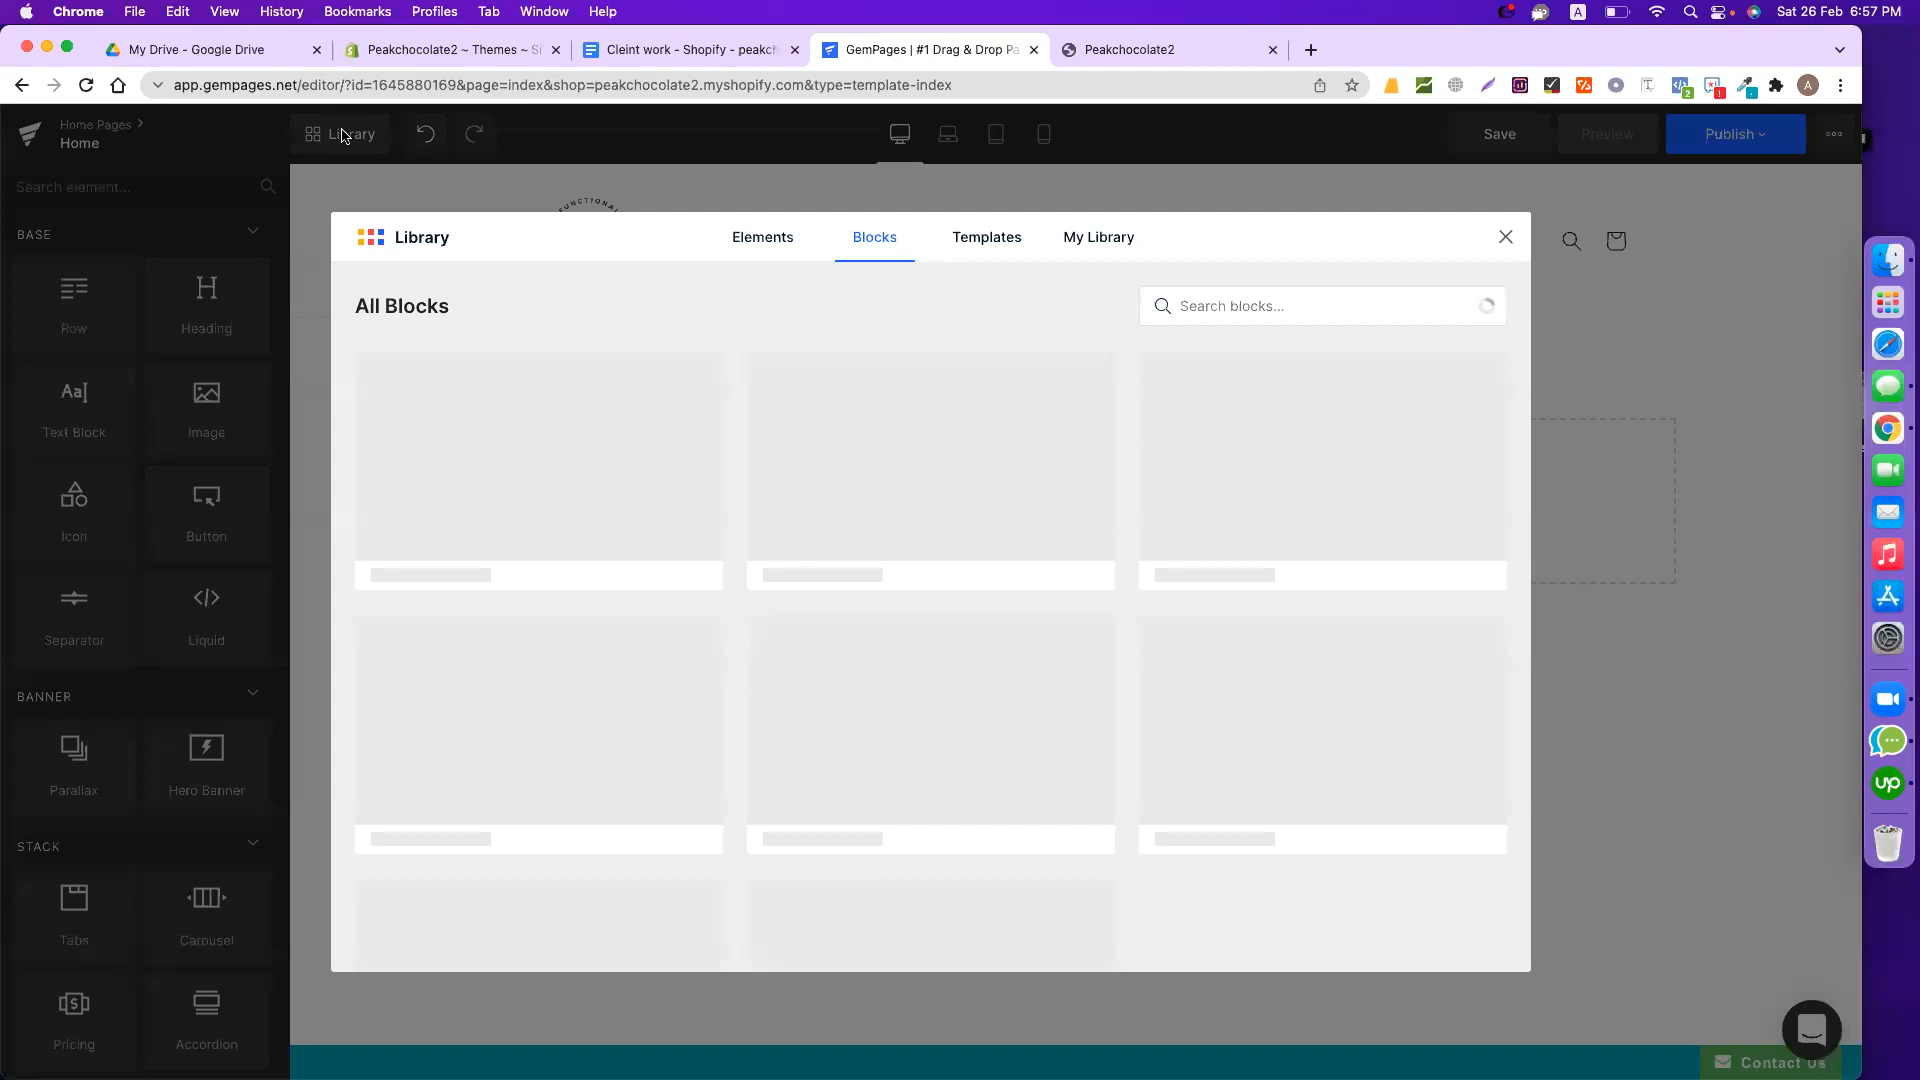 Chrome File Edit View History Bookmarks Profiles Tab Window Help
A
Sat 26 Feb 6:57 PM
My Drive - Google Drive
Peakchocolate2 ~ Themes ~ S
Cleint work - Shopify - peakch
GemPages | #1 Drag & Drop Pa
Peakchocolate2
app.gempages.net/editor/?id=1645880169&page=index&shop=peakchocolate2.myshopify.com&type=template-index
A
Home Pages
Home
Library
Save
Preview
Publish
Search element...
FUNCTIONAL
Library
Elements
Blocks
Templates
My Library
All Blocks
Search blocks...
BASE
Row
Heading
Text Block
Image
Icon
Button
Separator
Liquid
BANNER
Parallax
Hero Banner
STACK
Tabs
Carousel
Pricing
Accordion
Contact Us
up